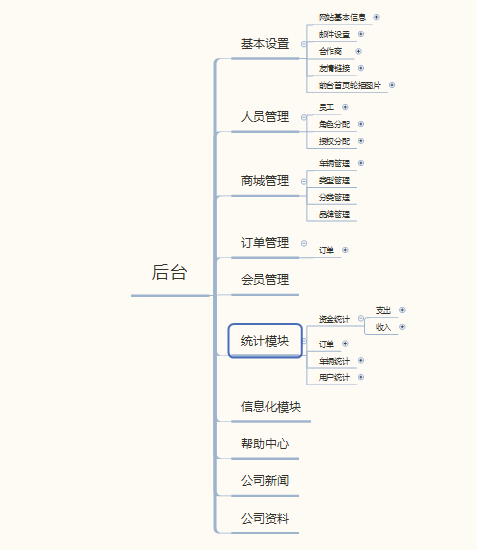 后台
基本设置
网站基本信息
邮件设置
合作商
友情链接
前台首页轮播图片
人员管理
员工
角色分配
授权分配
商城管理
车辆管理
类型管理
分类管理
品牌管理
订单管理
订单
会员管理
统计模块
资金统计
支出
收入
订单
车辆统计
用户统计
信息化模块
帮助中心
公司新闻
公司资料